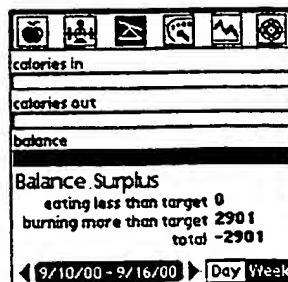 calories in
calories out
balance
Balance Surplus
eating less than target 0
burning more than target 2901
total -2901
9/10/00 - 9/16/00 Day Week